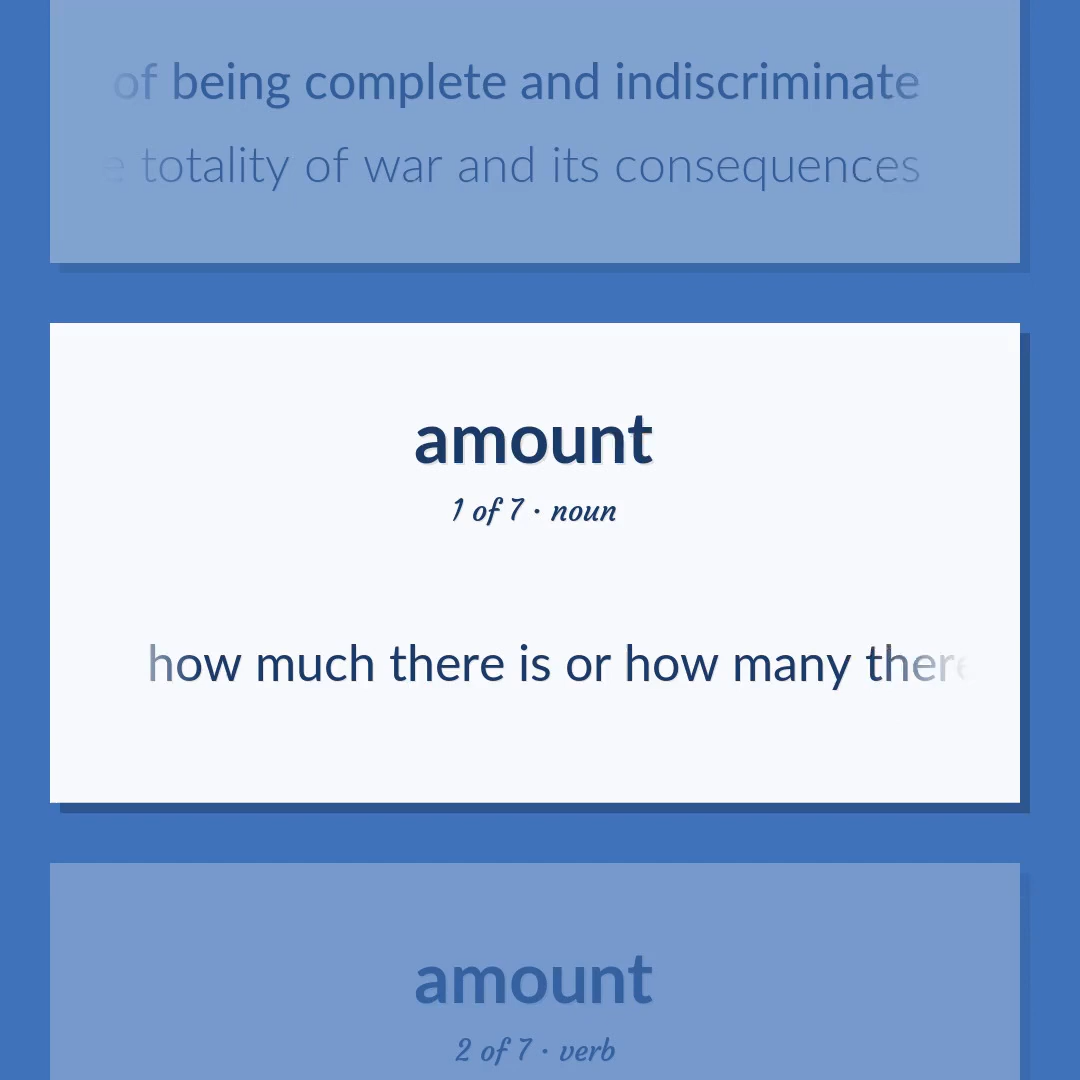 of being complete and indiscriminate
totality of war and its consequences
amount
1 of 7 · noun
how much there is or how many there
amount
2 of 7 · verb